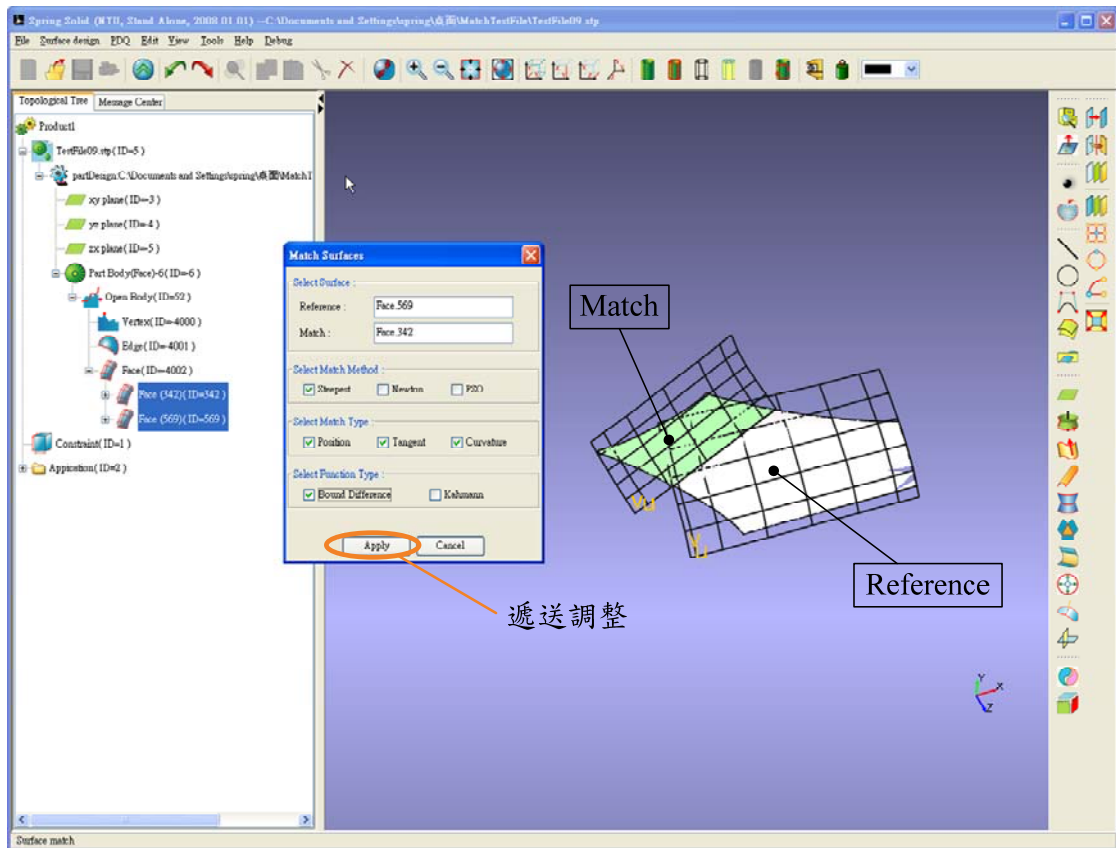 Spring Solid (NTU, Stand Alone, 2008 01 01) --C:\Documents and Settings\spring\桌面\MatchTestFile\TestFile09.stp
File Surface design PDQ Edit View Tools Help Debug
Topological Tree Message Center
Product1
TestFile09.stp( ID=5 )
partDesign:C:\Documents and Settings\spring\桌面\Match T
xy plane( ID=-3 )
yz plane( ID=-4 )
zx plane( ID=-5 )
Part Body(Face)-6( ID=-6 )
Open Body( ID=52 )
Vertex( ID=-4000 )
Edge( ID=-4001 )
Face( ID=-4002 )
Face (342)( ID=342 )
Face (569)( ID=569 )
Constraint( ID=1 )
Application( ID=2 )
Match Surfaces
Select Surface :
Reference : Face.569
Match : Face.342
Select Match Method :
Steepest Newton PSO
Select Match Type :
Position Tangent Curvature
Select Function Type :
Bound Difference Kahmann
Apply Cancel
遞送調整
Match
Reference
Vu
Y
X
Z
Surface match